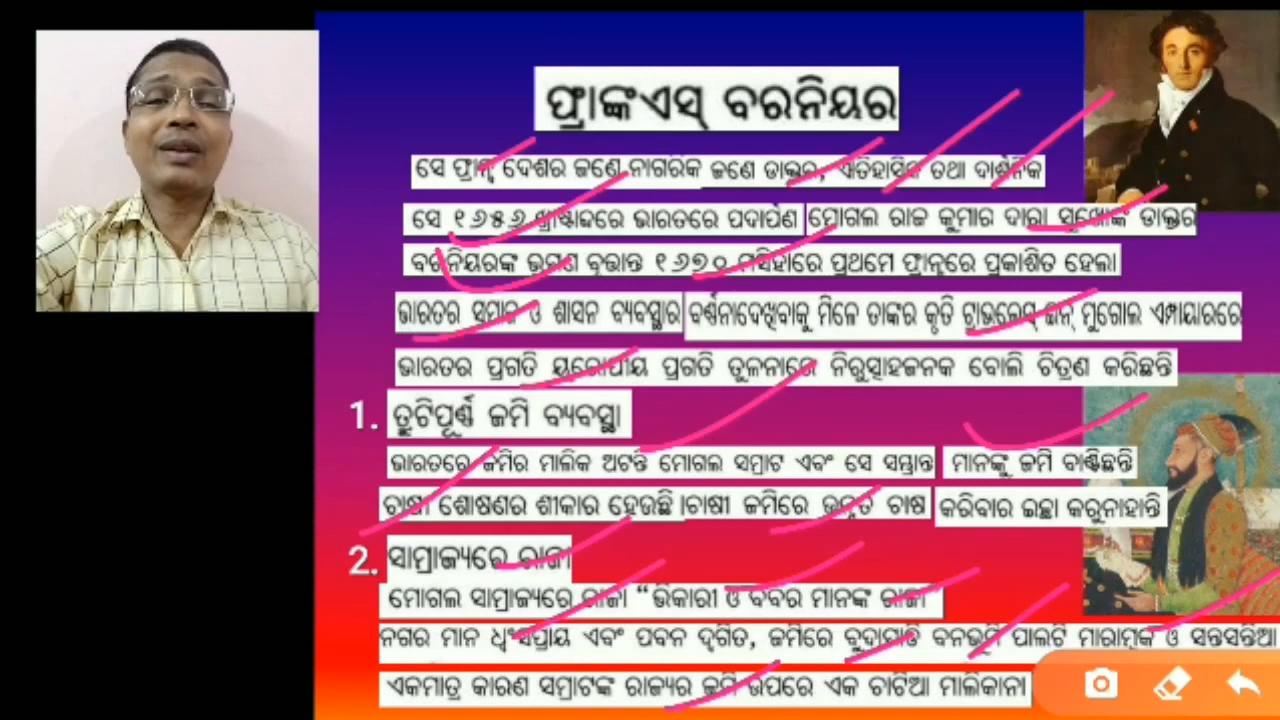 ଫ୍ରାଙ୍କଏସ୍ ବରନିୟର
ସେ ଫ୍ରାନ୍ସ ଦେଶର ଜଣେ ନାଗରିକ ଜଣେ ଡାକ୍ତର, ଐତିହାସିକ ତଥା ଦାର୍ଶନିକ
ସେ ୧୬୫୬ ଖ୍ରୀଷ୍ଟାବ୍ଦରେ ଭାରତରେ ପଦାର୍ପଣ ମୋଗଲ ରାଜ କୁମାର ଦାରା ସୁଖୋଙ୍କ ଡାକ୍ତର
ବରନିୟରଙ୍କ ଭ୍ରମଣ ବୃତାନ୍ତ ୧୬୭୦ ମସିହାରେ ପ୍ରଥମେ ଫ୍ରାନ୍ସରେ ପ୍ରକାଶିତ ହେଲା
ଭାରତର ସମାଜ ଓ ଶାସନ ବ୍ୟବସ୍ଥାର ବର୍ଣ୍ଣନାଦେଖିବାକୁ ମିଳେ ତାଙ୍କର କୃତି ଟ୍ରାଭଲେସ୍ ଇନ୍ ମୁଗୋଲ ଏମ୍ପାୟାରରେ
ଭାରତର ପ୍ରଗତି ୟୁରୋପୀୟ ପ୍ରଗତି ତୁଳନାରେ ନିରୁତ୍ସାହଜନକ ବୋଲି ଚିତ୍ରଣ କରିଛନ୍ତି
1. ତ୍ରୁଟିପୂର୍ଣ୍ଣ ଜମି ବ୍ୟବସ୍ଥା
ଭାରତରେ ଜମିର ମାଲିକ ଅଟନ୍ତି ମୋଗଲ ସମ୍ରାଟ ଏବଂ ସେ ସମ୍ଭ୍ରାନ୍ତ ମାନଙ୍କୁ ଜମି ବାଣ୍ଟିଛନ୍ତି
ଚାଷୀ ଶୋଷଣର ଶୀକାର ହେଉଛି |ଚାଷୀ ଜମିରେ ଉନ୍ନତ ଚାଷ କରିବାର ଇଚ୍ଛା କରୁନାହାନ୍ତି
2. ସାମ୍ରାଜ୍ୟରେ ରାଜା
ମୋଗଲ ସାମ୍ରାଜ୍ୟରେ ରାଜା “ ଭିକାରୀ ଓ ବର୍ବର ମାନଙ୍କ ରାଜା
ନଗର ମାନ ଧ୍ୱଂସପ୍ରାୟ ଏବଂ ପବନ ଦୂଷିତ, ଜମିରେ ବନଭୂମି ପାଲଟି ମାରାତ୍ମକ ଓ ସନ୍ତସନ୍ତିଆ
ଏକମାତ୍ର କାରଣ ସମ୍ରାଟଙ୍କ ରାଜ୍ୟର ଜମି ଉପରେ ଏକ ଚାଟିଆ ମାଲିକାନା